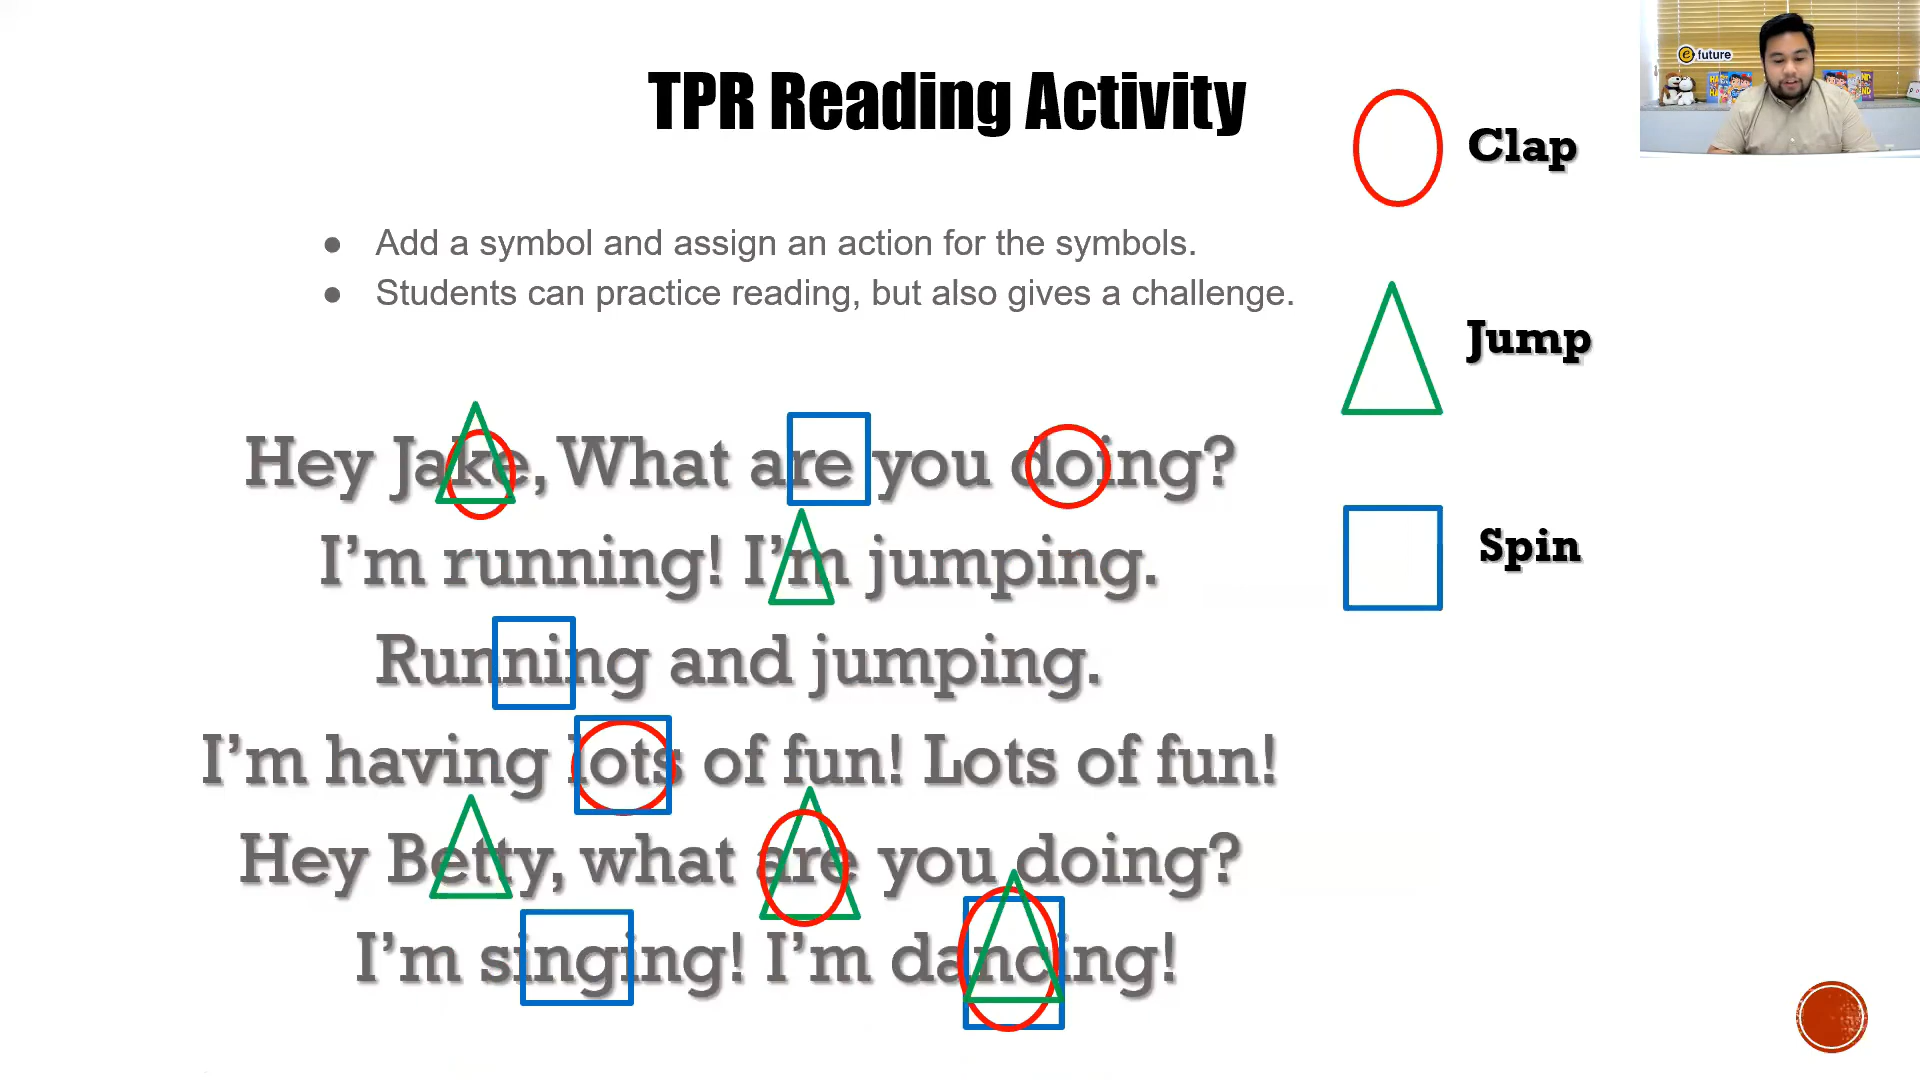 TPR Reading Activity
e future
Clap
● Add a symbol and assign an action for the symbols.
● Students can practice reading, but also gives a challenge.
Jump
Hey Jake, What are you doing?
I'm running! I'm jumping.
Spin
Running and jumping.
I'm having lots of fun! Lots of fun!
Hey Betty, what are you doing?
I'm singing! I'm dancing!